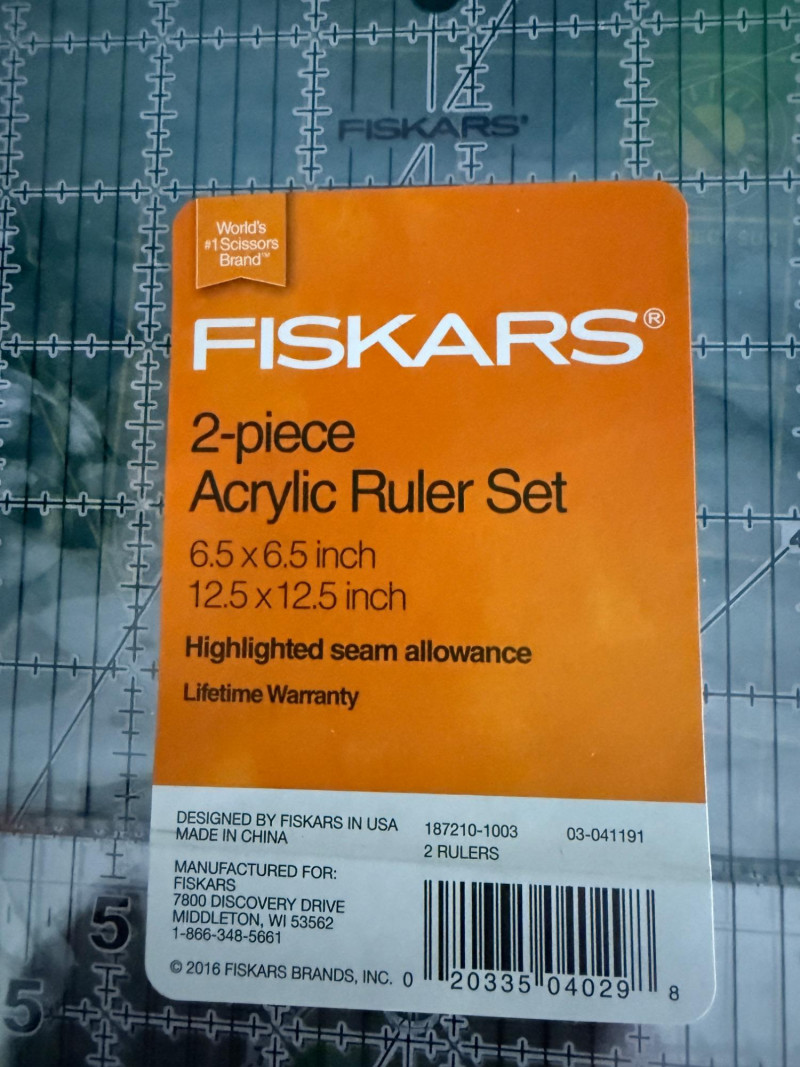 FISKARS®
World's
#1 Scissors
Brand™
FISKARS®
2-piece
Acrylic Ruler Set
6.5 x 6.5 inch
12.5 x 12.5 inch
Highlighted seam allowance
Lifetime Warranty
DESIGNED BY FISKARS IN USA
MADE IN CHINA
187210-1003 03-041191
2 RULERS
MANUFACTURED FOR:
FISKARS
7800 DISCOVERY DRIVE
MIDDLETON, WI 53562
1-866-348-5661
© 2016 FISKARS BRANDS, INC.
0 20335 04029 8
5
5